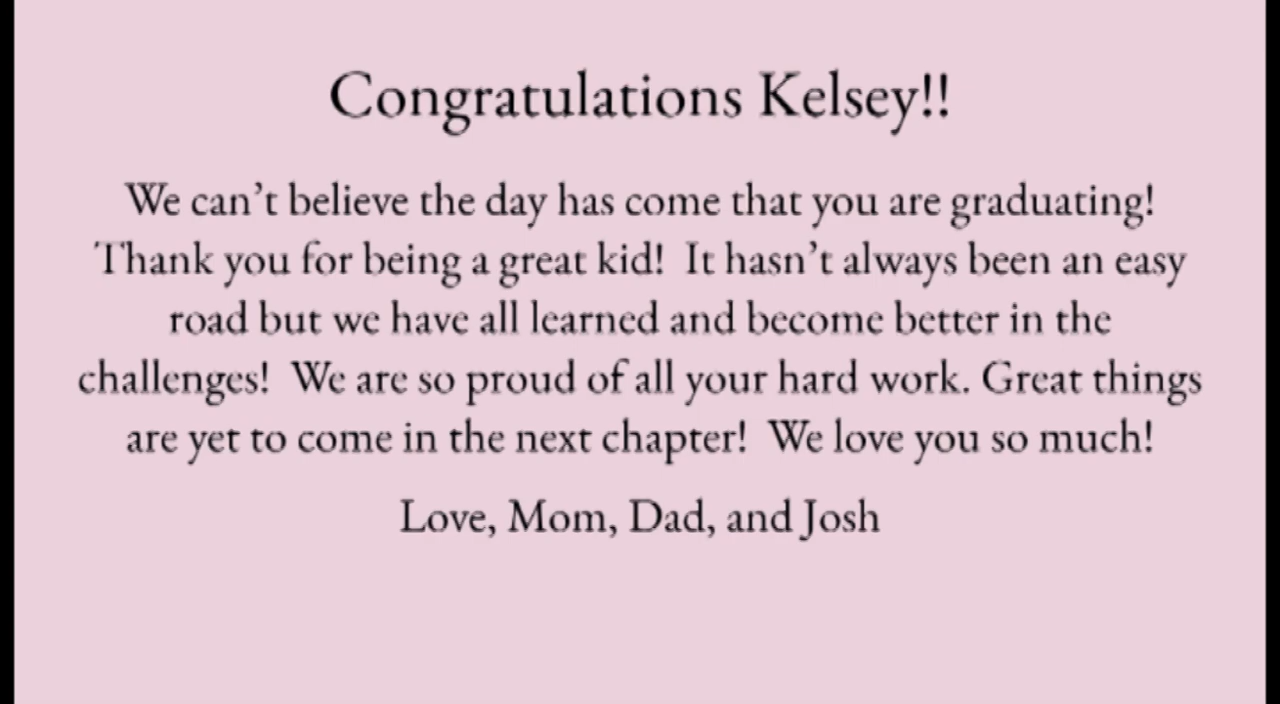 Congratulations Kelsey!!
We can’t believe the day has come that you are graduating!
Thank you for being a great kid!  It hasn’t always been an easy
road but we have all learned and become better in the
challenges!  We are so proud of all your hard work. Great things
are yet to come in the next chapter!  We love you so much!
Love, Mom, Dad, and Josh